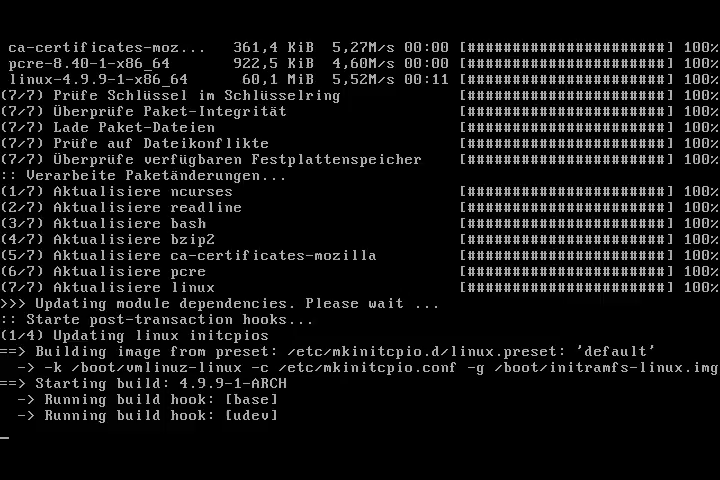 ca-certificates-moz...   361,4 KiB  5,27M/s 00:00 [######################] 100%
pcre-8.40-1-x86_64       922,5 KiB  4,60M/s 00:00 [######################] 100%
linux-4.9.9-1-x86_64      60,1 MiB  5,52M/s 00:11 [######################] 100%
(7/7) Prüfe Schlüssel im Schlüsselring             [######################] 100%
(7/7) Überprüfe Paket-Integrität                   [######################] 100%
(7/7) Lade Paket-Dateien                           [######################] 100%
(7/7) Prüfe auf Dateikonflikte                     [######################] 100%
(7/7) Überprüfe verfügbaren Festplattenspeicher    [######################] 100%
:: Verarbeite Paketänderungen...
(1/7) Aktualisiere ncurses                         [######################] 100%
(2/7) Aktualisiere readline                        [######################] 100%
(3/7) Aktualisiere bash                            [######################] 100%
(4/7) Aktualisiere bzip2                           [######################] 100%
(5/7) Aktualisiere ca-certificates-mozilla         [######################] 100%
(6/7) Aktualisiere pcre                            [######################] 100%
(7/7) Aktualisiere linux                           [######################] 100%
>>> Updating module dependencies. Please wait ...
:: Starte post-transaction hooks...
(1/4) Updating linux initcpios
==> Building image from preset: /etc/mkinitcpio.d/linux.preset: 'default'
  -> -k /boot/vmlinuz-linux -c /etc/mkinitcpio.conf -g /boot/initramfs-linux.img
==> Starting build: 4.9.9-1-ARCH
  -> Running build hook: [base]
  -> Running build hook: [udev]